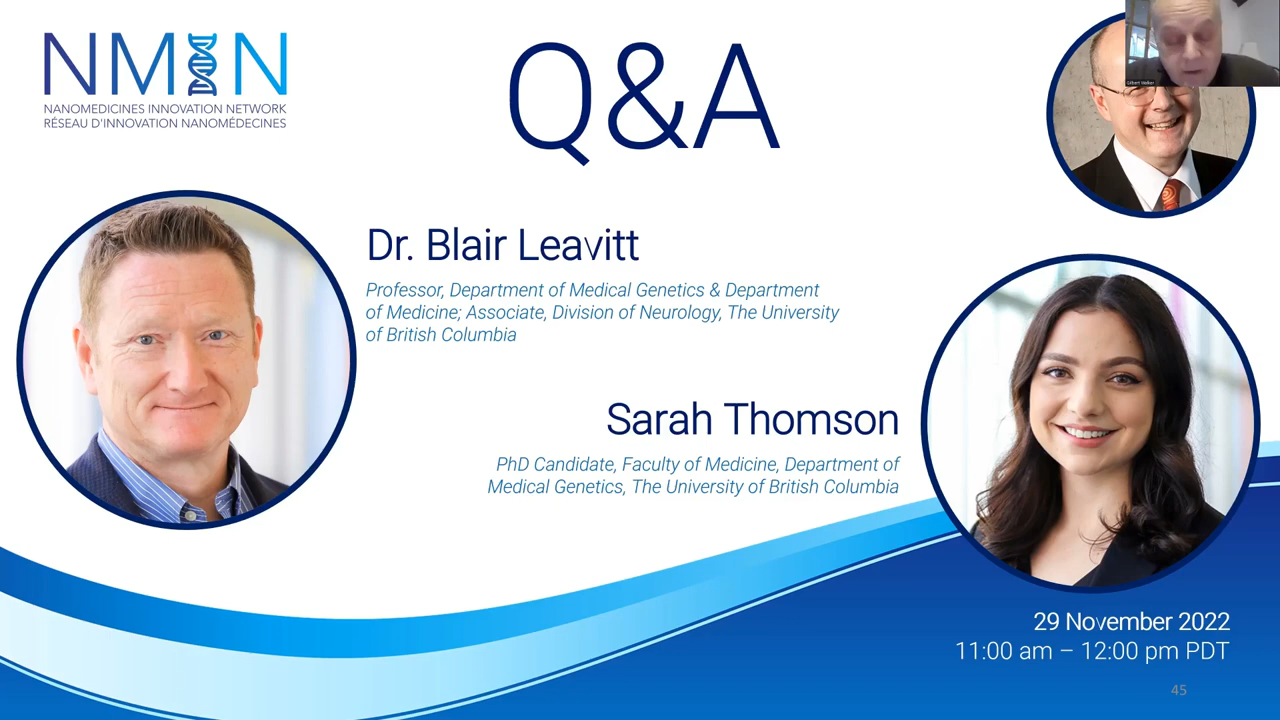 NMIN
NANOMEDICINES INNOVATION NETWORK
RÉSEAU D'INNOVATION NANOMÉDECINES
Q&A
Gilbert Walker
Dr. Blair Leavitt
Professor, Department of Medical Genetics & Department
of Medicine; Associate, Division of Neurology, The University
of British Columbia
Sarah Thomson
PhD Candidate, Faculty of Medicine, Department of
Medical Genetics, The University of British Columbia
29 November 2022
11:00 am – 12:00 pm PDT
45